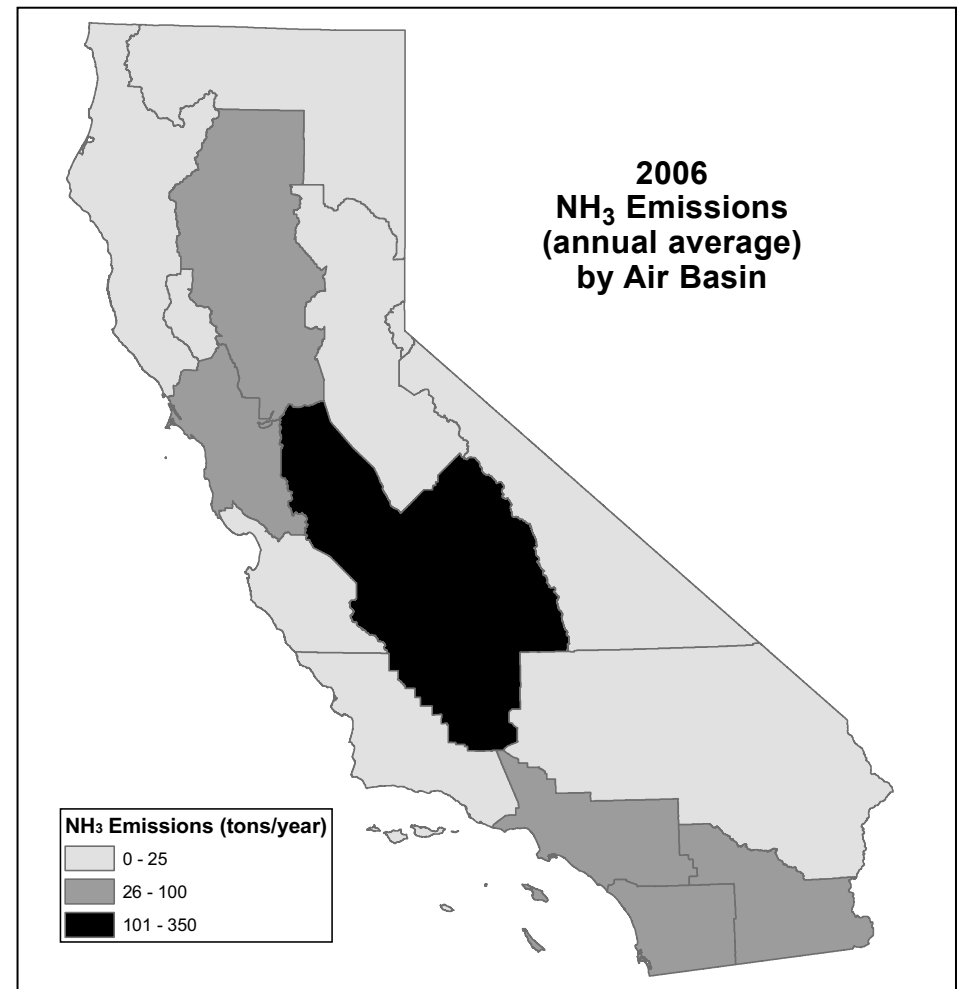 2006
NH₃ Emissions
(annual average)
by Air Basin
NH₃ Emissions (tons/year)
0 - 25
26 - 100
101 - 350